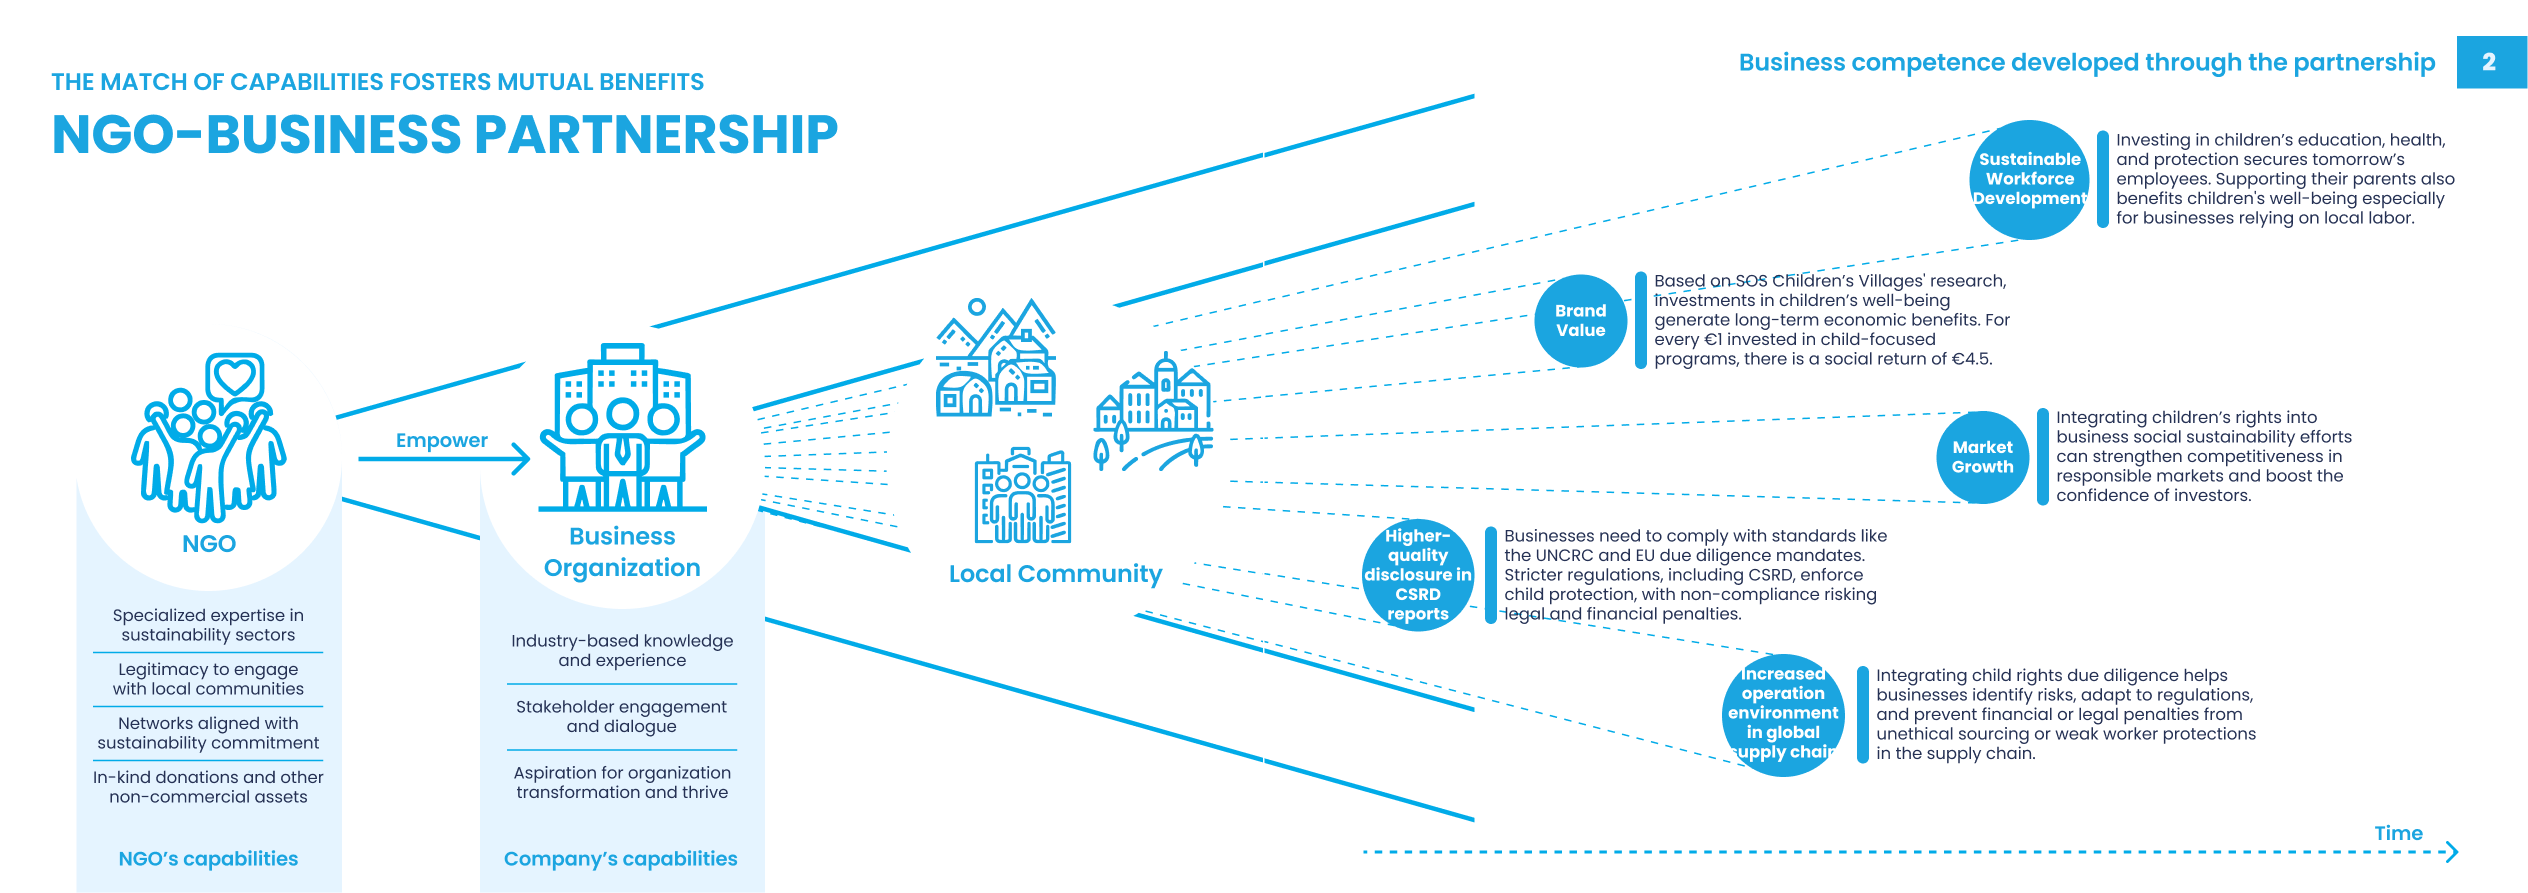 THE MATCH OF CAPABILITIES FOSTERS MUTUAL BENEFITS
NGO-BUSINESS PARTNERSHIP
Business competence developed through the partnership
2
Empower
NGO
Specialized expertise in
sustainability sectors
Legitimacy to engage
with local communities
Networks aligned with
sustainability commitment
In-kind donations and other
non-commercial assets
NGO's capabilities
Business
Organization
Industry-based knowledge
and experience
Stakeholder engagement
and dialogue
Aspiration for organization
transformation and thrive
Company's capabilities
Local Community
Sustainable
Workforce
Development
Investing in children's education, health,
and protection secures tomorrow's
employees. Supporting their parents also
benefits children's well-being especially
for businesses relying on local labor.
Brand
Value
Based on SOS Children's Villages' research,
investments in children's well-being
generate long-term economic benefits. For
every €1 invested in child-focused
programs, there is a social return of €4.5.
Market
Growth
Integrating children's rights into
business social sustainability efforts
can strengthen competitiveness in
responsible markets and boost the
confidence of investors.
Higher-
quality
disclosure in
CSRD
reports
Businesses need to comply with standards like
the UNCRC and EU due diligence mandates.
Stricter regulations, including CSRD, enforce
child protection, with non-compliance risking
legal and financial penalties.
Increased
operation
environment
in global
supply chain
Integrating child rights due diligence helps
businesses identify risks, adapt to regulations,
and prevent financial or legal penalties from
unethical sourcing or weak worker protections
in the supply chain.
Time